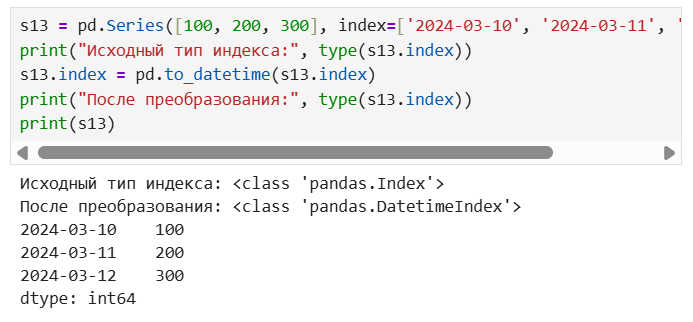 s13 = pd.Series([100, 200, 300], index=['2024-03-10', '2024-03-11', '
print("Исходный тип индекса:", type(s13.index))
s13.index = pd.to_datetime(s13.index)
print("После преобразования:", type(s13.index))
print(s13)
Исходный тип индекса: <class 'pandas.Index'>
После преобразования: <class 'pandas.DatetimeIndex'>
2024-03-10    100
2024-03-11    200
2024-03-12    300
dtype: int64